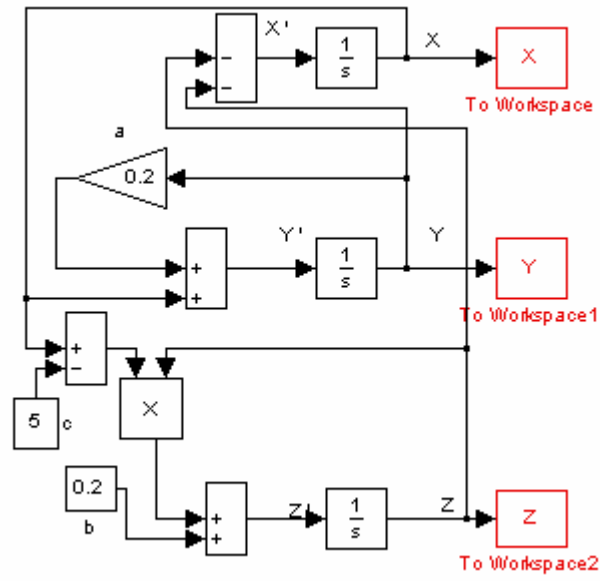 X'
1
s
X
X
To Workspace
a
0.2
Y'
1
s
Y
Y
To Workspace1
5
c
X
0.2
b
Z'
1
s
Z
Z
To Workspace2
−
−
+
+
+
−
+
+